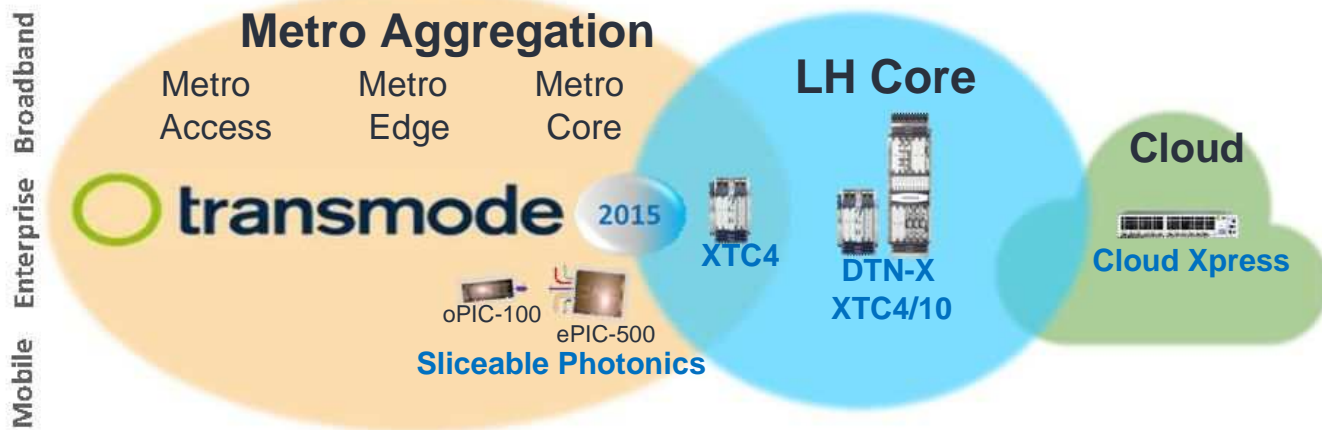 Broadband
Enterprise
Mobile
Metro Aggregation
Metro
Access
Metro
Edge
Metro
Core
transmode
2015
oPIC-100
ePIC-500
Sliceable Photonics
LH Core
XTC4
DTN-X
XTC4/10
Cloud
Cloud Xpress